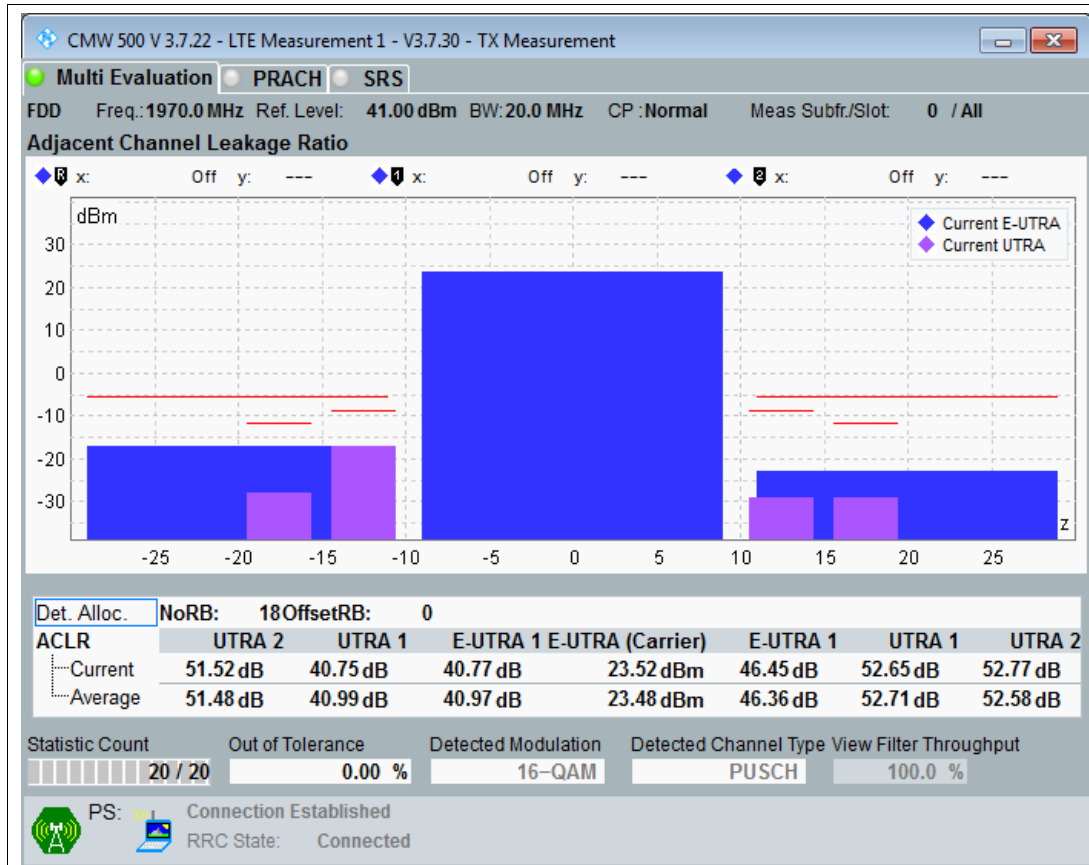 CMW 500 V 3.7.22 - LTE Measurement 1 - V3.7.30 - TX Measurement
Multi Evaluation PRACH SRS
FDD Freq.: 1970.0 MHz Ref. Level: 41.00 dBm BW: 20.0 MHz CP : Normal Meas Subfr./Slot: 0 / All
Adjacent Channel Leakage Ratio
R x: Off y: --- 1 x: Off y: --- 2 x: Off y: ---
dBm
Current E-UTRA
Current UTRA
30
20
10
0
-10
-20
-30
z
-25 -20 -15 -10 -5 0 5 10 15 20 25
Det. Alloc. NoRB: 18 OffsetRB: 0
ACLR UTRA 2 UTRA 1 E-UTRA 1 E-UTRA (Carrier) E-UTRA 1 UTRA 1 UTRA 2
Current 51.52 dB 40.75 dB 40.77 dB 23.52 dBm 46.45 dB 52.65 dB 52.77 dB
Average 51.48 dB 40.99 dB 40.97 dB 23.48 dBm 46.36 dB 52.71 dB 52.58 dB
Statistic Count Out of Tolerance Detected Modulation Detected Channel Type View Filter Throughput
20 / 20 0.00 % 16-QAM PUSCH 100.0 %
PS: Connection Established
RRC State: Connected